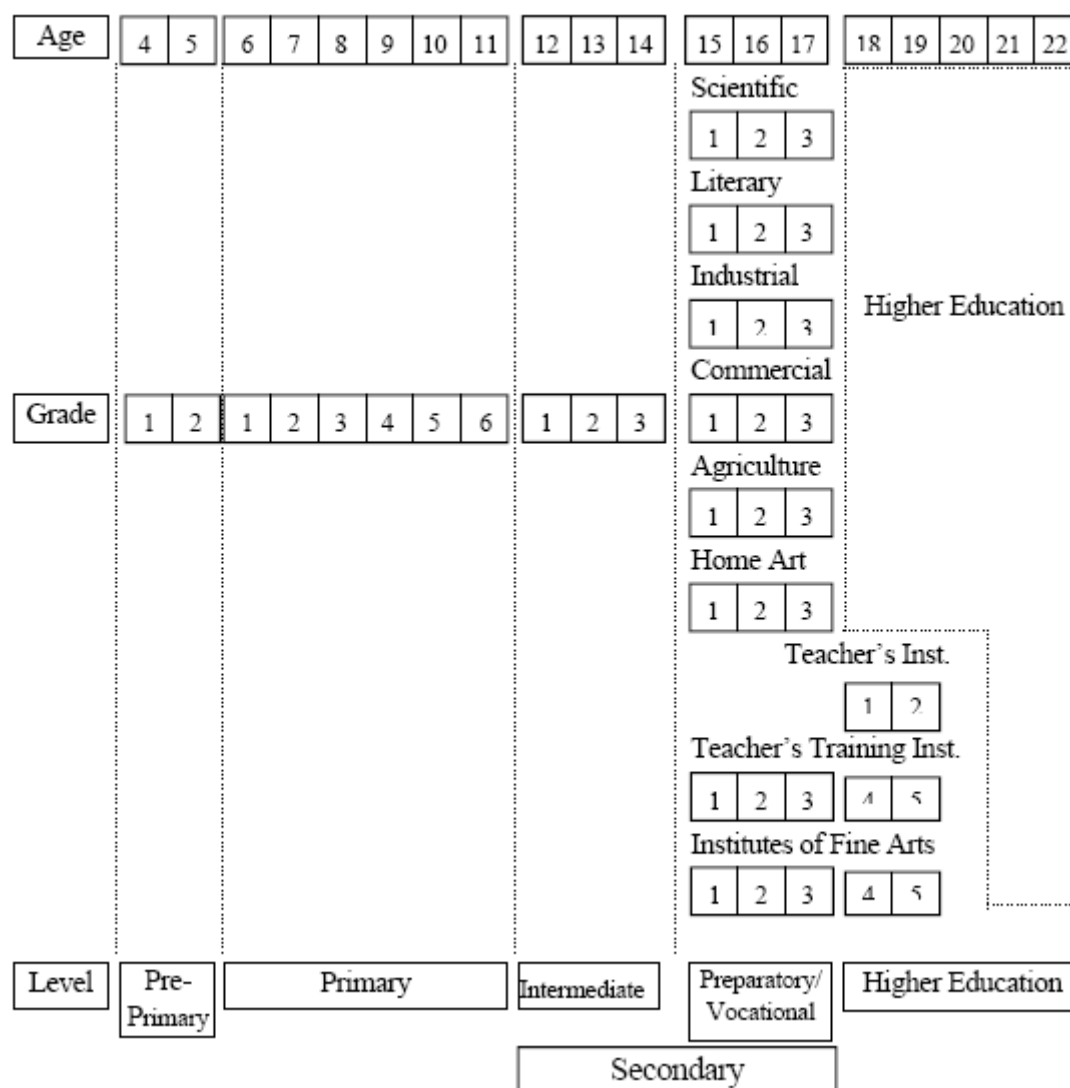 Age 4 5 6 7 8 9 10 11 12 13 14 15 16 17 18 19 20 21 22
Scientific
1 2 3
Literary
1 2 3
Industrial
1 2 3
Higher Education
Commercial
Grade 1 2 1 2 3 4 5 6 1 2 3 1 2 3
Agriculture
1 2 3
Home Art
1 2 3
Teacher’s Inst.
1 2
Teacher’s Training Inst.
1 2 3 4 5
Institutes of Fine Arts
1 2 3 4 5
Level Pre- Primary Intermediate Preparatory/ Higher Education
Primary Vocational
Secondary